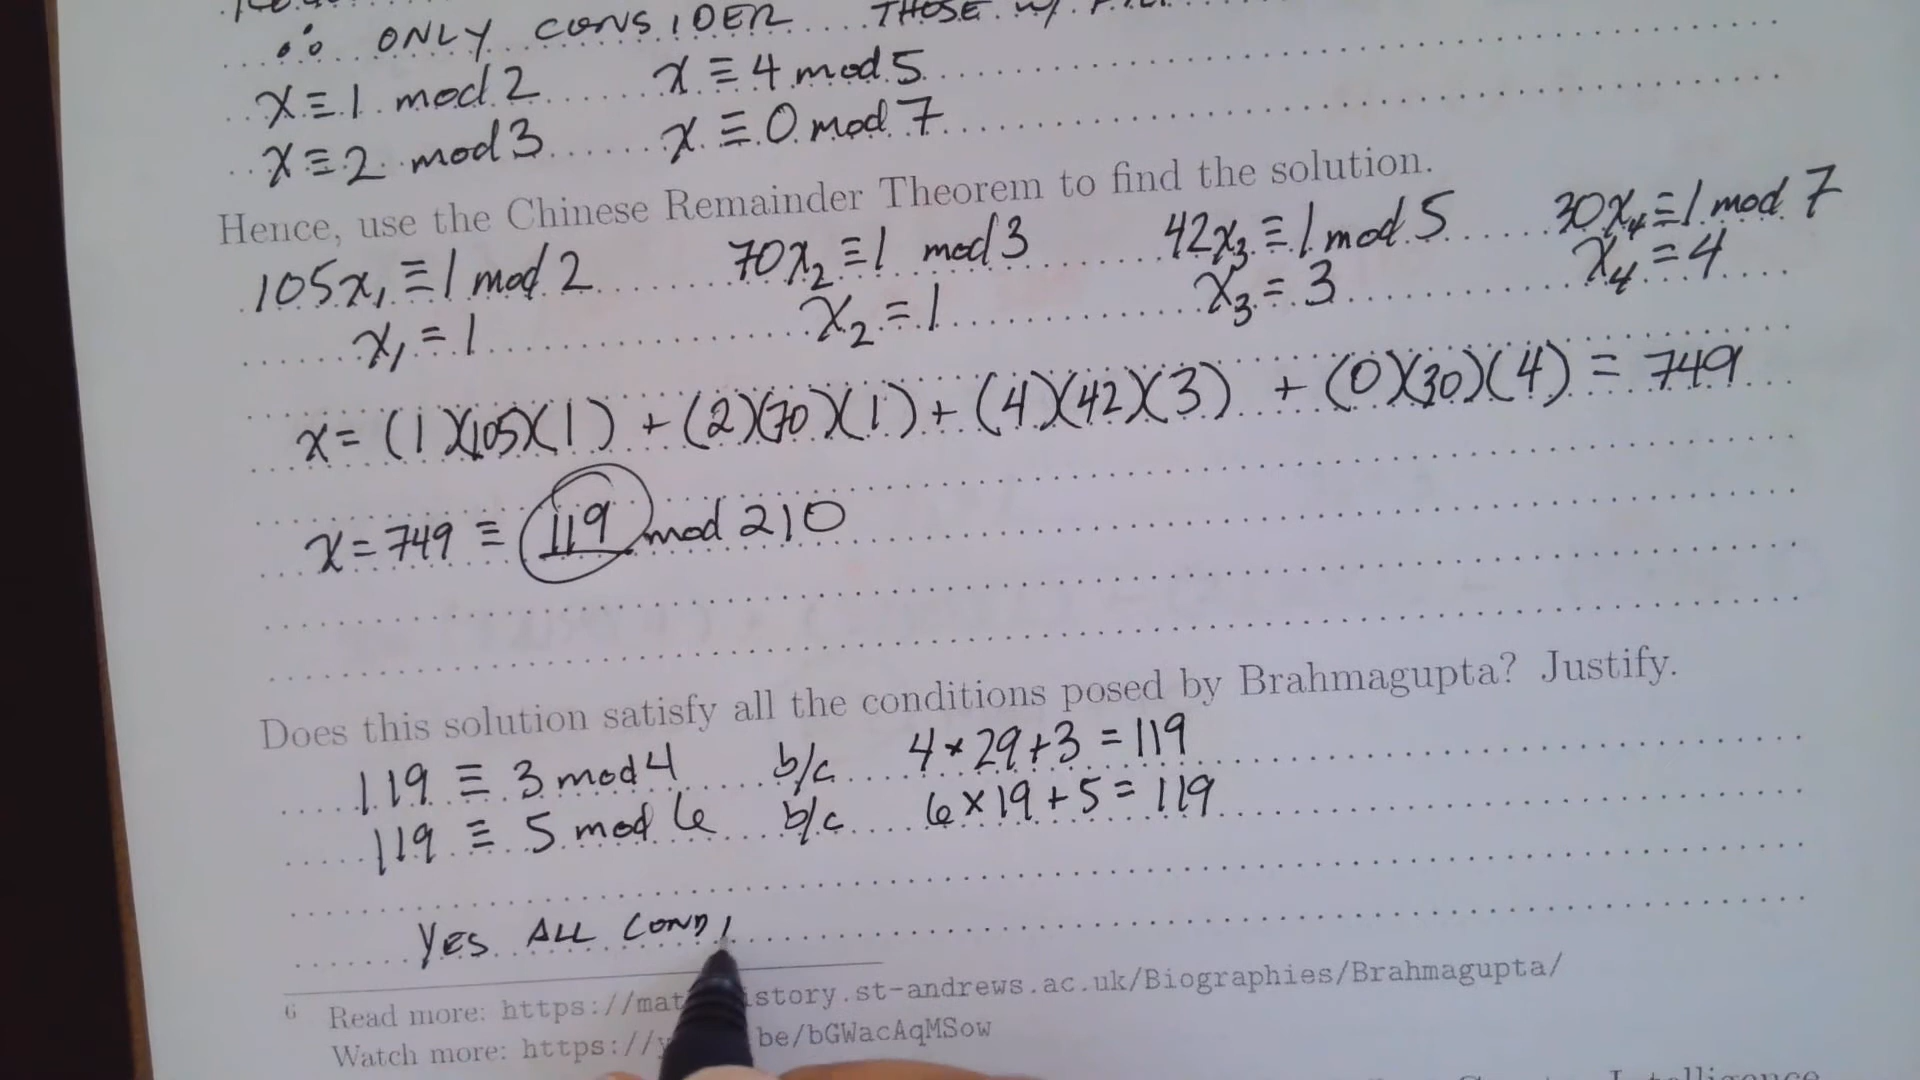 ∴ ONLY CONSIDER THOSE w/
x ≡ 1 mod 2 x ≡ 4 mod 5
x ≡ 2 mod 3 x ≡ 0 mod 7
Hence, use the Chinese Remainder Theorem to find the solution.
105x₁ ≡ 1 mod 2 70x₂ ≡ 1 mod 3 42x₃ ≡ 1 mod 5 30x₄ ≡ 1 mod 7
x₁ = 1 x₂ = 1 x₃ = 3 x₄ = 4
x = (1)(105)(1) + (2)(70)(1) + (4)(42)(3) + (0)(30)(4) = 749
x = 749 ≡ 119 mod 210
Does this solution satisfy all the conditions posed by Brahmagupta? Justify.
119 ≡ 3 mod 4 b/c 4 × 29 + 3 = 119
119 ≡ 5 mod 6 b/c 6 × 19 + 5 = 119
YES ALL CONDI
6 Read more: https://mat istory.st-andrews.ac.uk/Biographies/Brahmagupta/
Watch more: https://y be/bGWacAqMSow